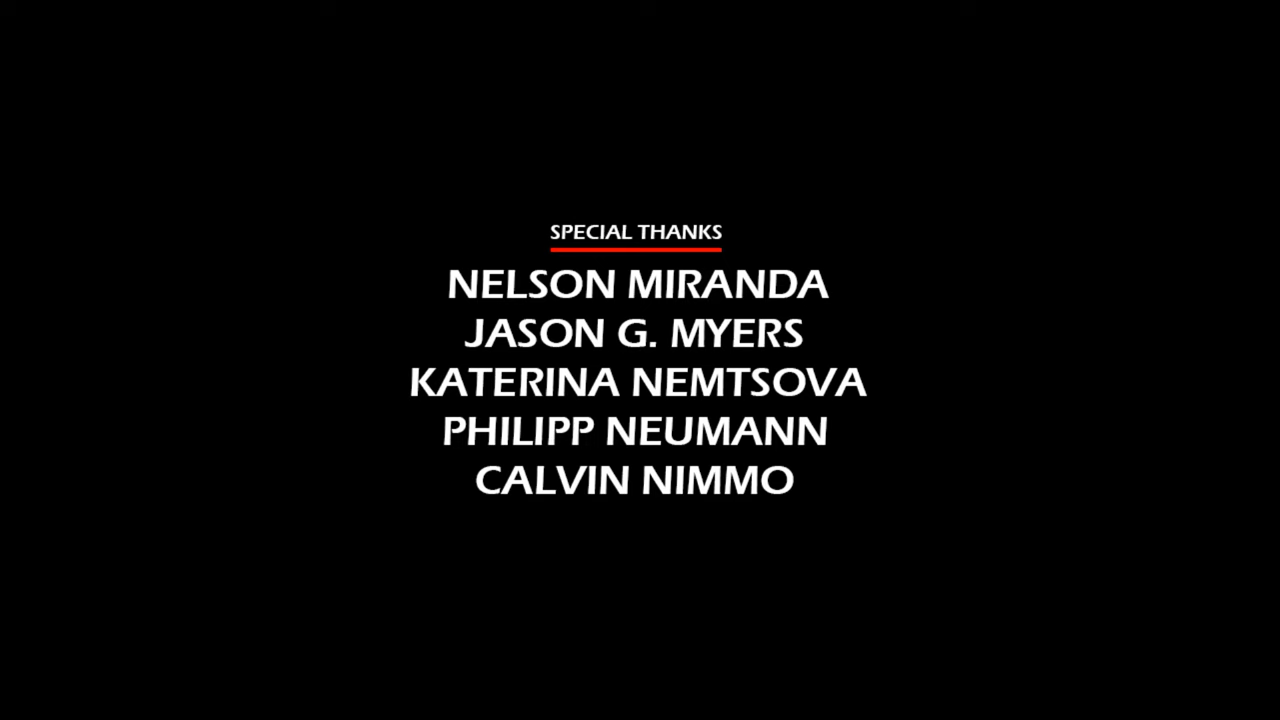 SPECIAL THANKS
NELSON MIRANDA
JASON G. MYERS
KATERINA NEMTSOVA
PHILIPP NEUMANN
CALVIN NIMMO